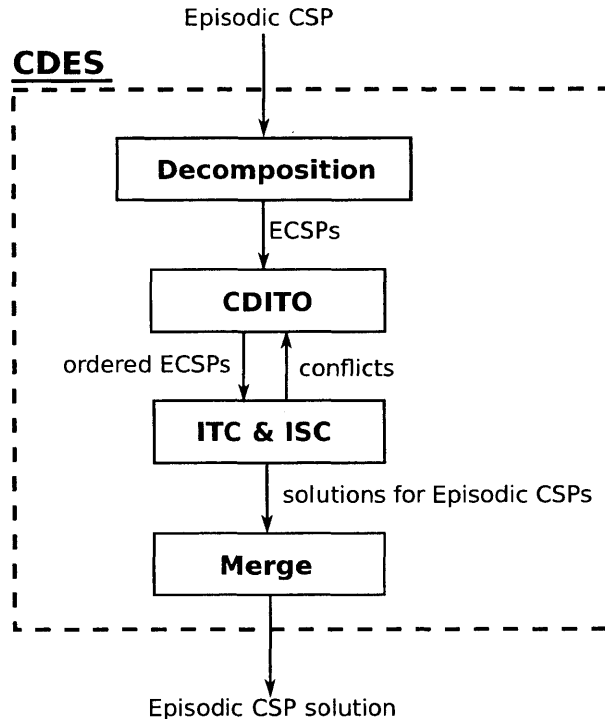 Episodic CSP
CDES
Decomposition
ECSPs
CDITO
ordered ECSPs
conflicts
ITC & ISC
solutions for Episodic CSPs
Merge
Episodic CSP solution